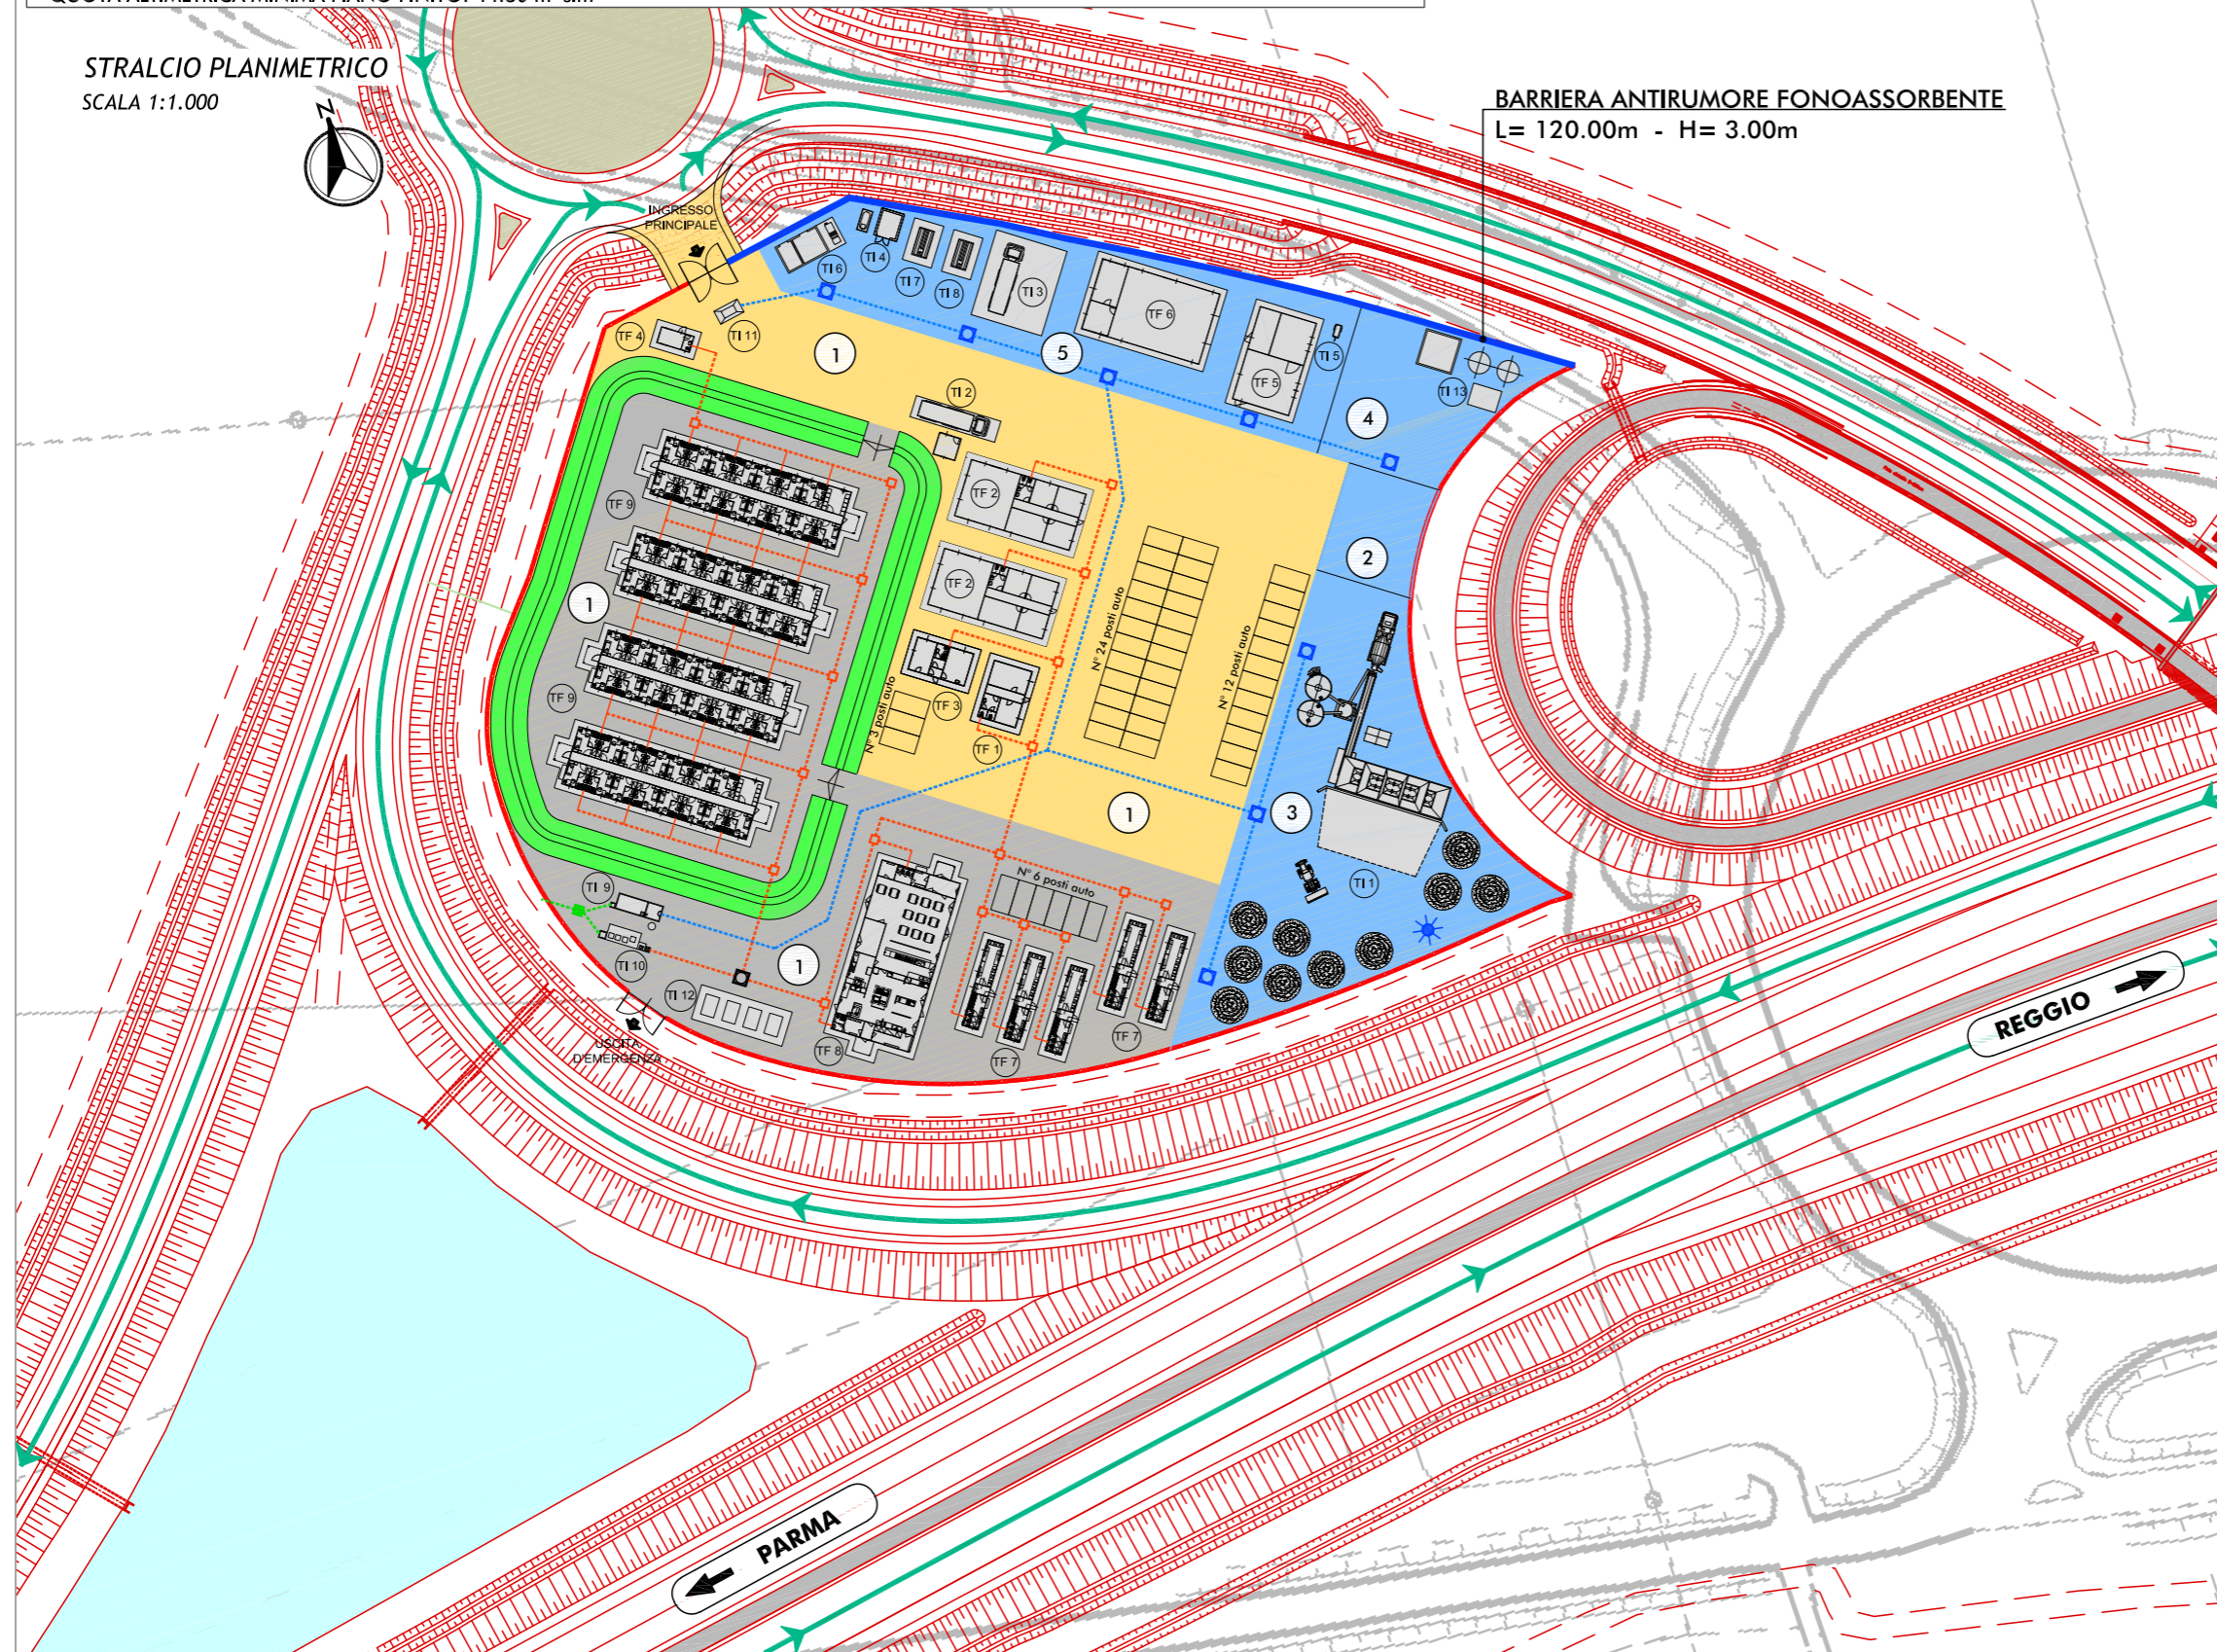 STRALCIO PLANIMETRICO
SCALA 1:1.000
N
BARRIERA ANTIRUMORE FONOASSORBENTE
L= 120.00m - H= 3.00m
INGRESSO
PRINCIPALE
TI 6
TI 4
TI 7
TI 8
TI 3
TF 6
TF 4
TI 11
1
5
TI 5
TF 5
TI 13
TI 2
4
TF 2
TF 9
2
TF 2
1
N° 24 posti auto
N° 12 posti auto
TF 9
N° 3 posti auto
TF 3
TF 1
1
3
TI 9
N° 6 posti auto
TI 1
TI 10
1
TI 12
USCITA
D'EMERGENZA
TF 8
TF 7
TF 7
REGGIO
PARMA